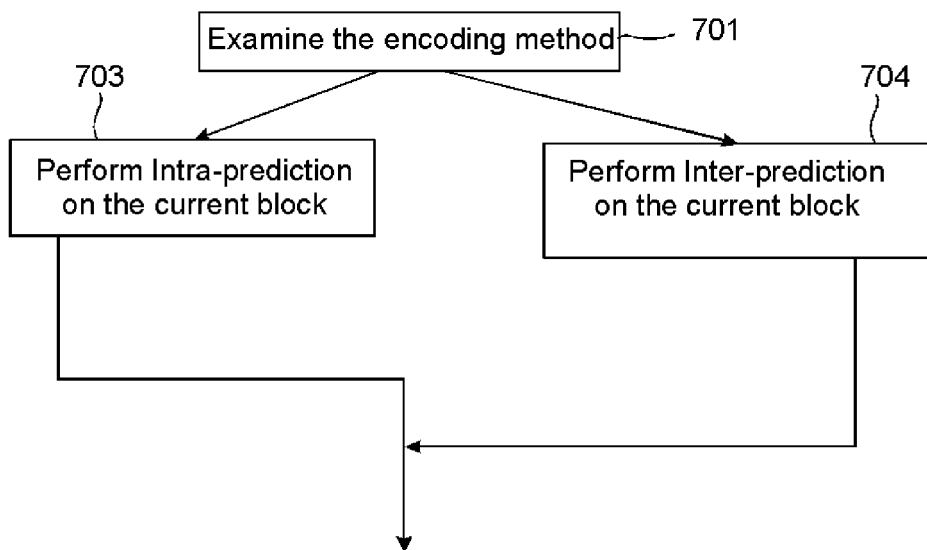 Examine the encoding method
701
703
704
Perform Intra-prediction
on the current block
Perform Inter-prediction
on the current block